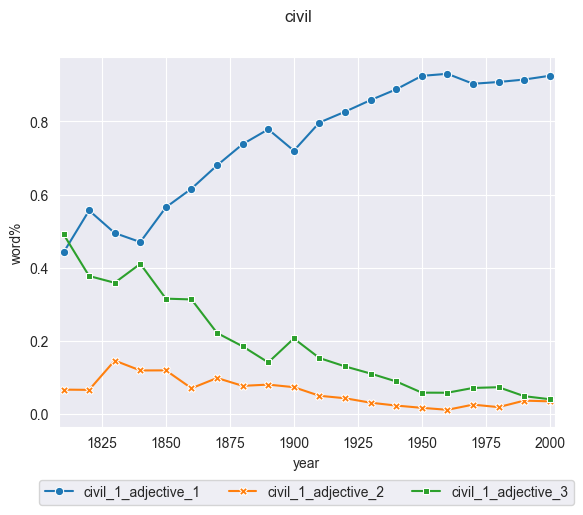 civil
word%
0.8
0.6
0.4
0.2
0.0
1825 1850 1875 1900 1925 1950 1975 2000
year
civil_1_adjective_1 civil_1_adjective_2 civil_1_adjective_3